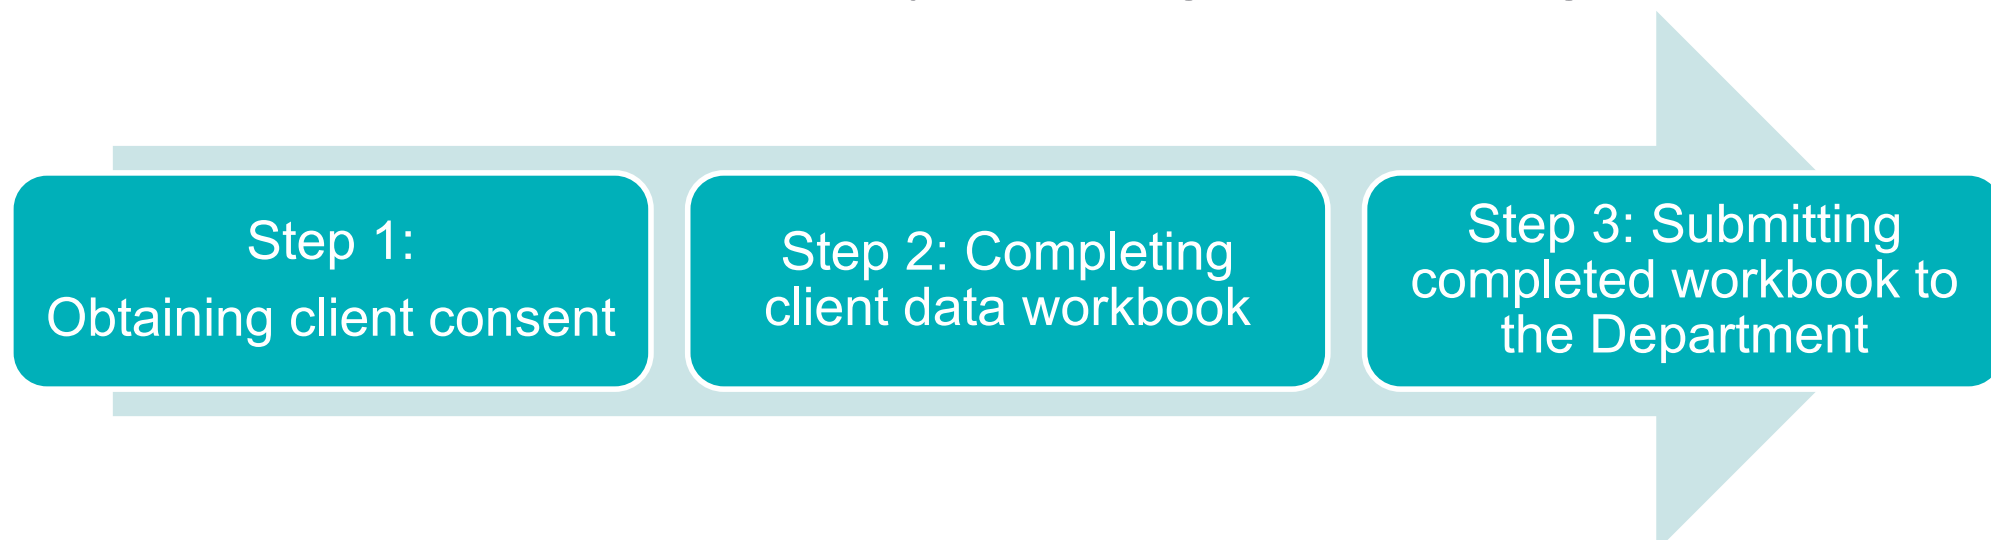 Step 1:
Obtaining client consent
Step 2: Completing
client data workbook
Step 3: Submitting
completed workbook to
the Department